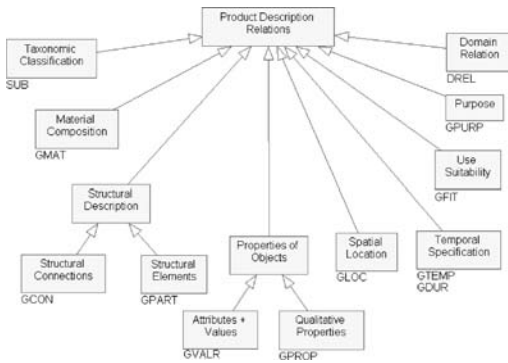 Product Description
Relations
Taxonomic
Classification
SUB
Domain
Relation
DREL
Material
Composition
GMAT
Purpose
GPURP
Use
Suitability
GFIT
Structural
Description
Properties of
Objects
Spatial
Location
GLOC
Temporal
Specification
GTEMP
GDUR
Structural
Connections
GCON
Structural
Elements
GPART
Attributes +
Values
GVALR
Qualitative
Properties
GPROP